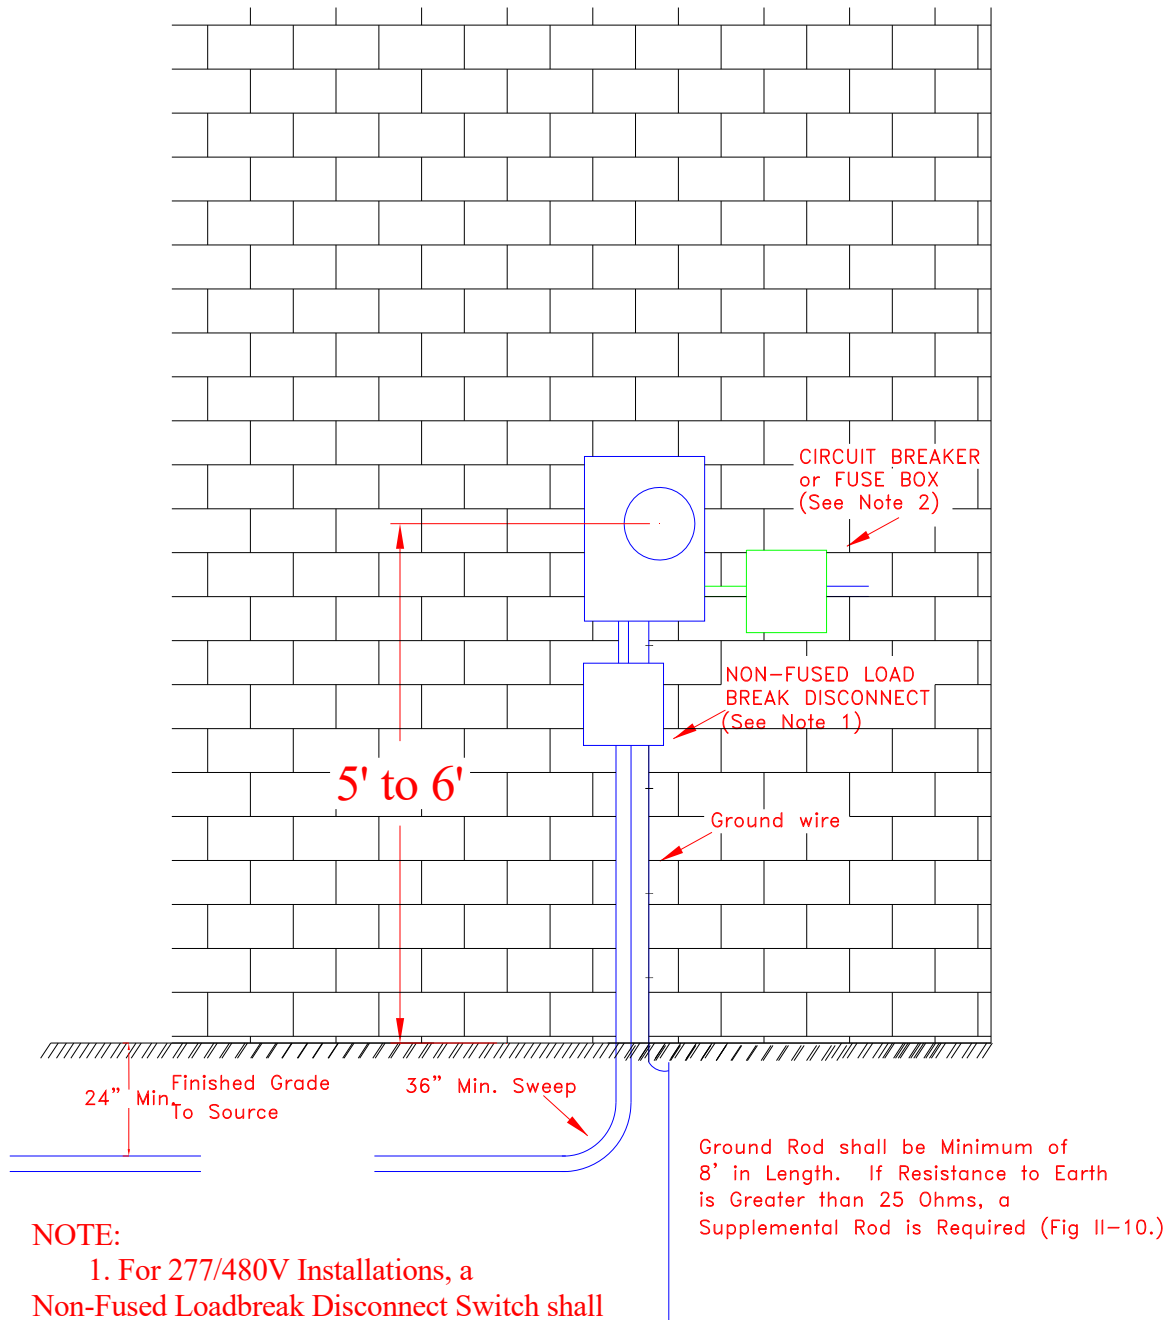 CIRCUIT BREAKER
or FUSE BOX
(See Note 2)
NON-FUSED LOAD
BREAK DISCONNECT
(See Note 1)
5' to 6'
Ground wire
24" Min.
Finished Grade
To Source
36" Min. Sweep
Ground Rod shall be Minimum of
8' in Length. If Resistance to Earth
is Greater than 25 Ohms, a
Supplemental Rod is Required (Fig II-10.)
NOTE:
1. For 277/480V Installations, a
Non-Fused Loadbreak Disconnect Switch shall